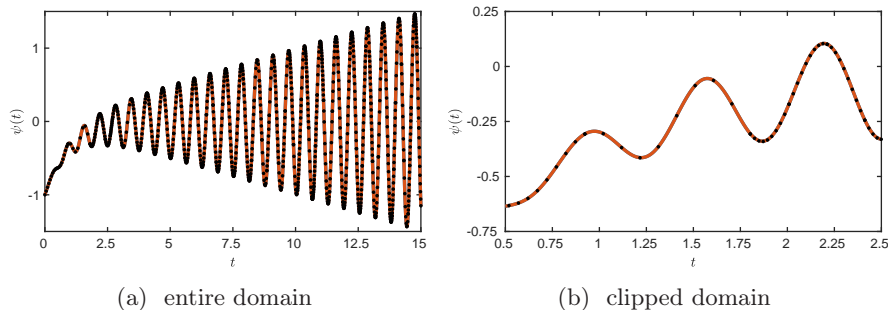 1
0
-1
ψ(t)
0 2.5 5 7.5 10 12.5 15
t
(a) entire domain
0.25
0
-0.25
-0.5
-0.75
ψ(t)
0.5 0.75 1 1.25 1.5 1.75 2 2.25 2.5
t
(b) clipped domain